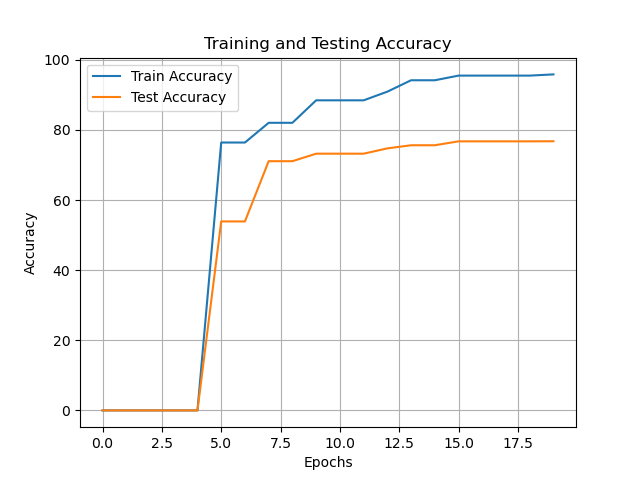 Training and Testing Accuracy
Train Accuracy
Test Accuracy
100
80
60
40
20
0
Accuracy
0.0 2.5 5.0 7.5 10.0 12.5 15.0 17.5
Epochs